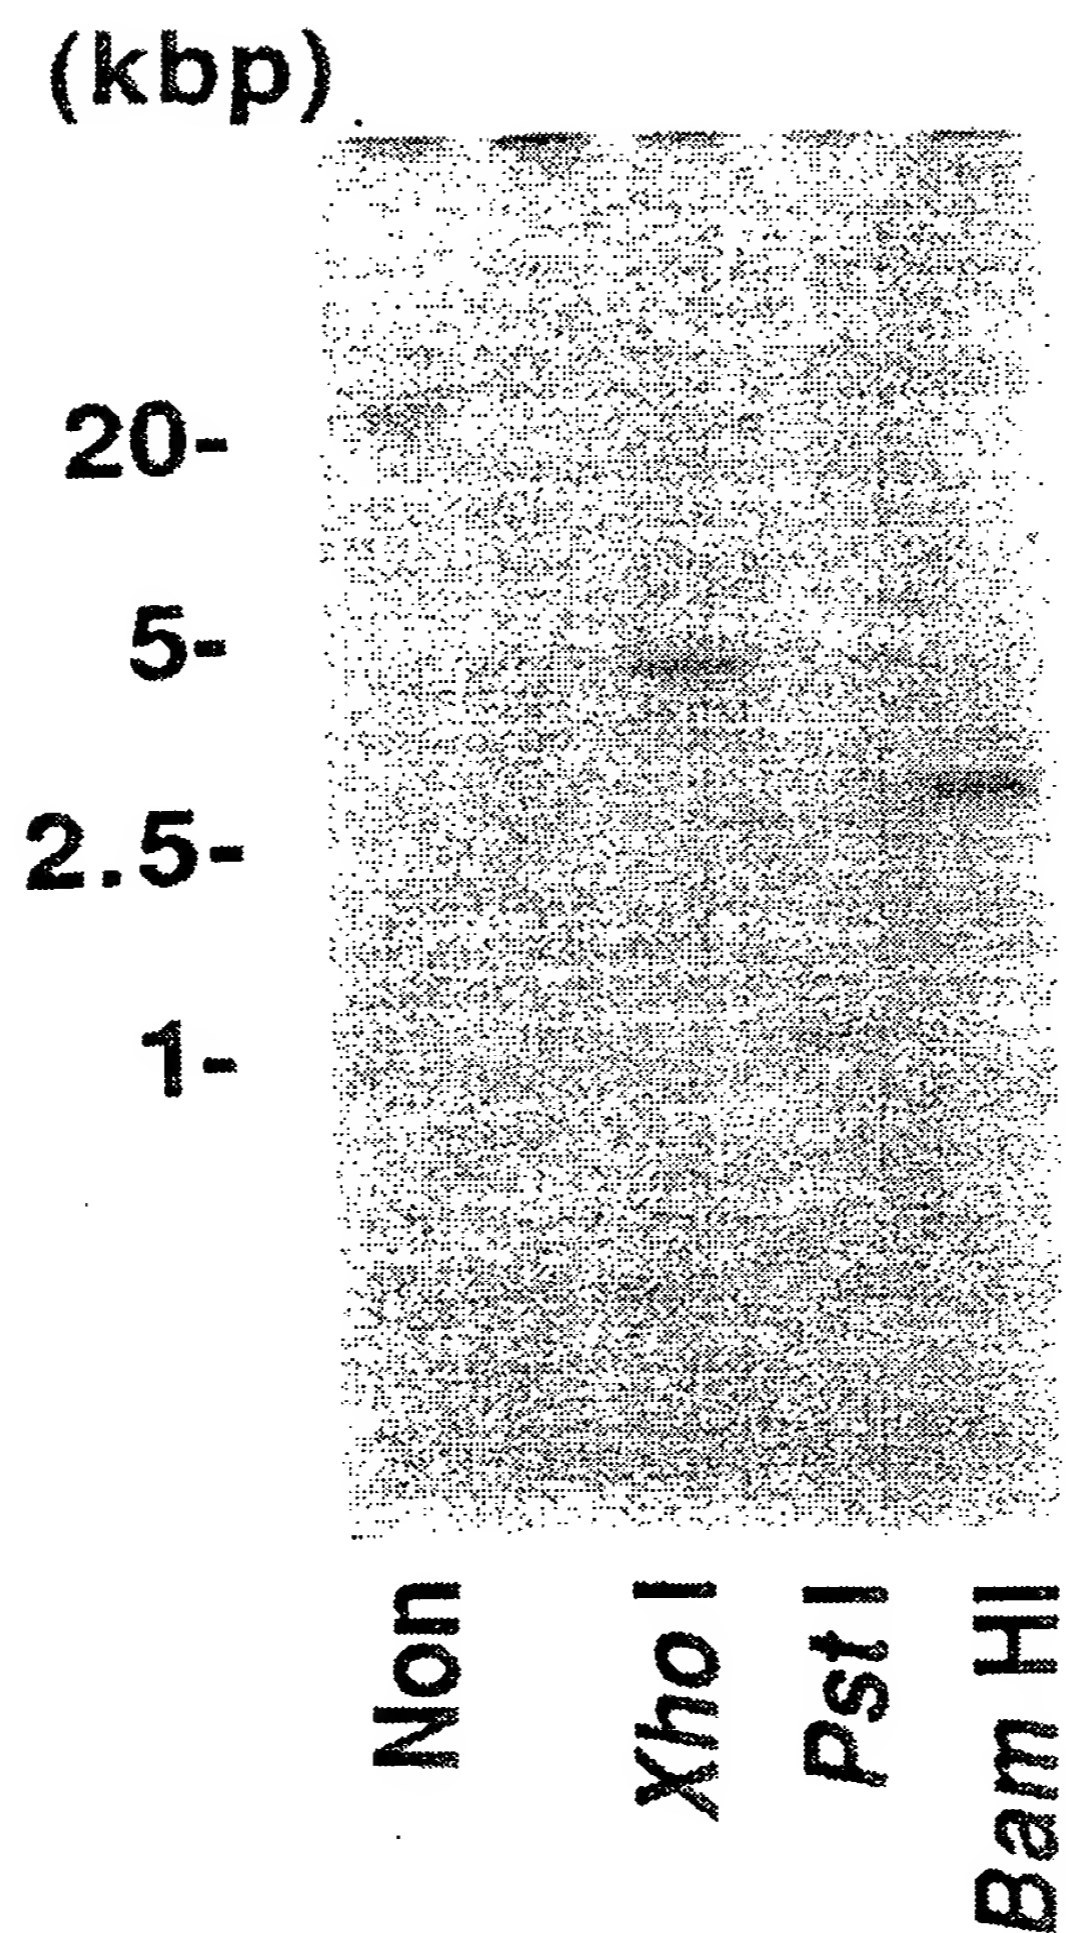 (kbp)
20-
5-
2.5-
1-
Non
Xho I
Pst I
Bam HI